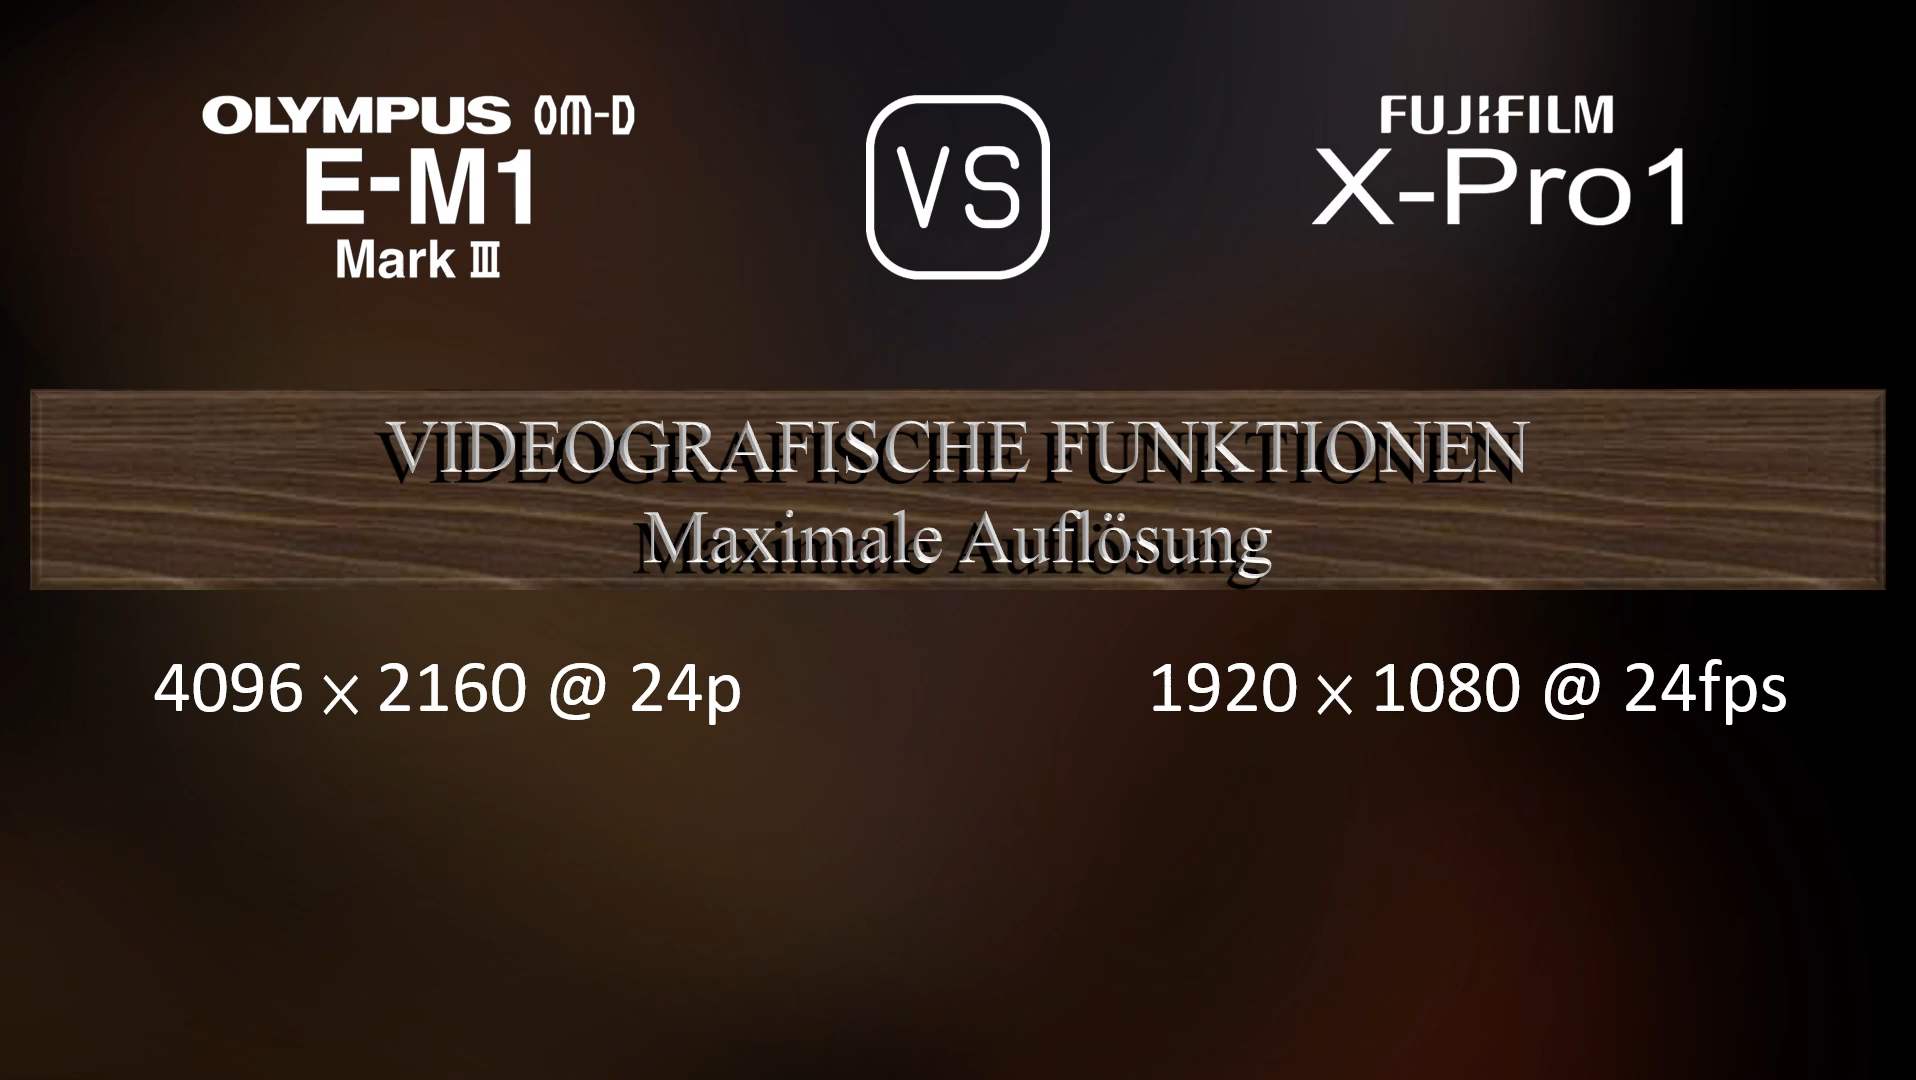 OLYMPUS OM-D
E-M1
Mark III
VS
FUJIFILM
X-Pro1
VIDEOGRAFISCHE FUNKTIONEN
Maximale Auflösung
4096 x 2160 @ 24p
1920 x 1080 @ 24fps